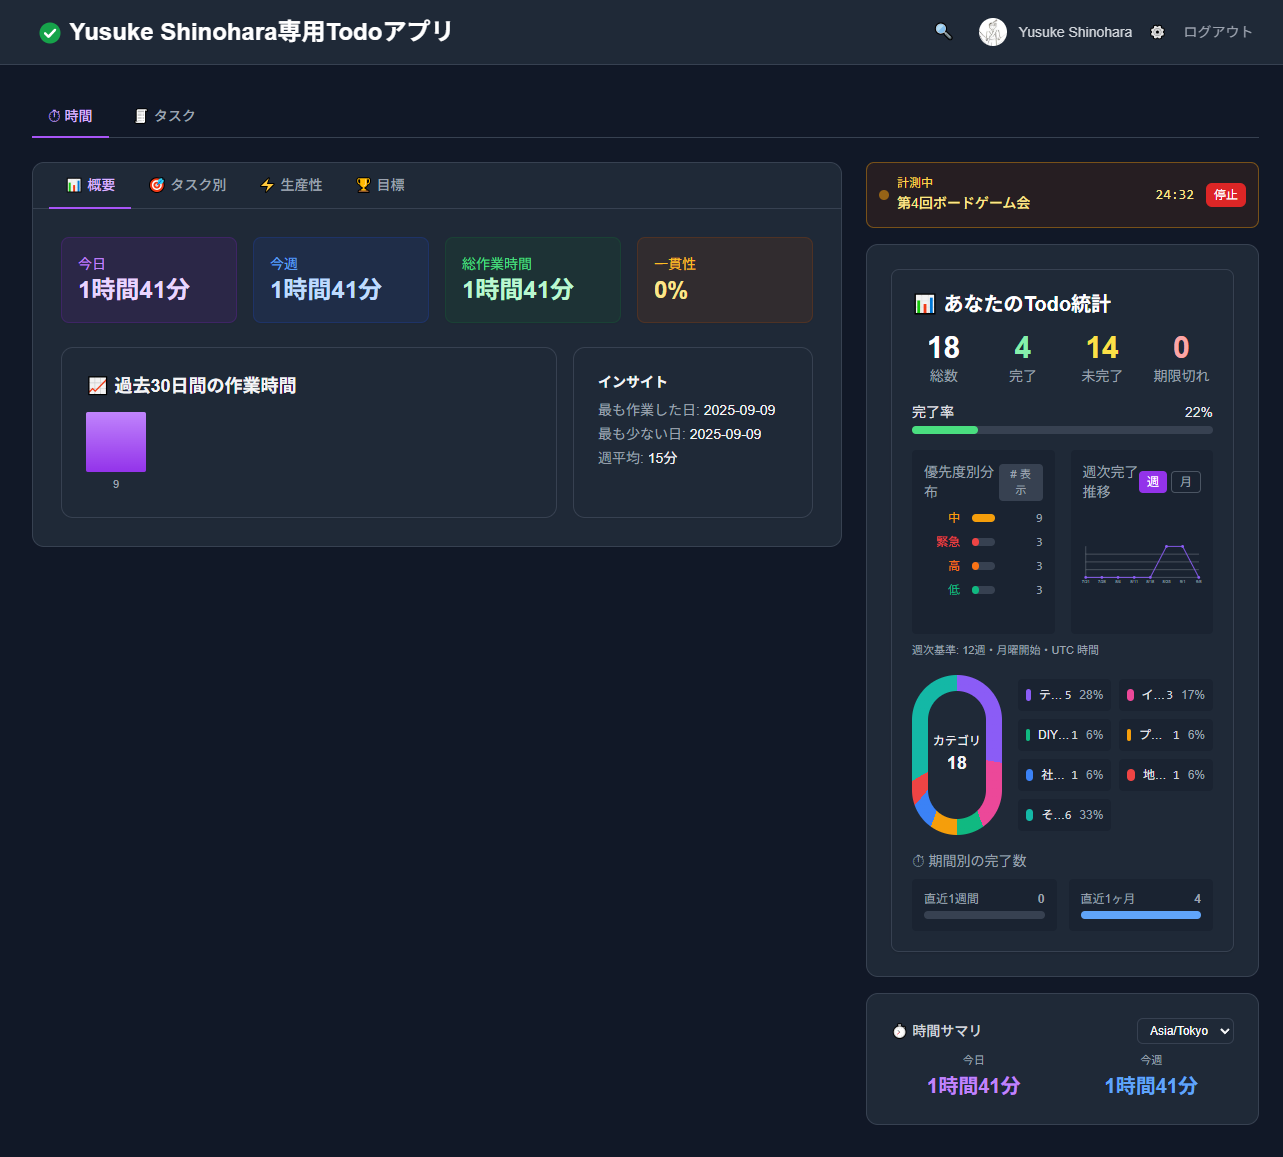 Yusuke Shinohara専用Todoアプリ
Yusuke Shinohara
ログアウト
時間
タスク
概要
タスク別
生産性
目標
今日
1時間41分
今週
1時間41分
総作業時間
1時間41分
一貫性
0%
過去30日間の作業時間
9
インサイト
最も作業した日: 2025-09-09
最も少ない日: 2025-09-09
週平均: 15分
計測中
第4回ボードゲーム会
24:32
停止
あなたのTodo統計
18
総数
4
完了
14
未完了
0
期限切れ
完了率
22%
優先度別分布
# 表示
中 9
緊急 3
高 3
低 3
週次完了推移
週
月
週次基準: 12週・月曜開始・UTC 時間
カテゴリ
18
テ… 5 28%
イ… 3 17%
DIY… 1 6%
プ… 1 6%
社… 1 6%
地… 1 6%
そ… 6 33%
期間別の完了数
直近1週間 0
直近1ヶ月 4
時間サマリ
Asia/Tokyo
今日
1時間41分
今週
1時間41分